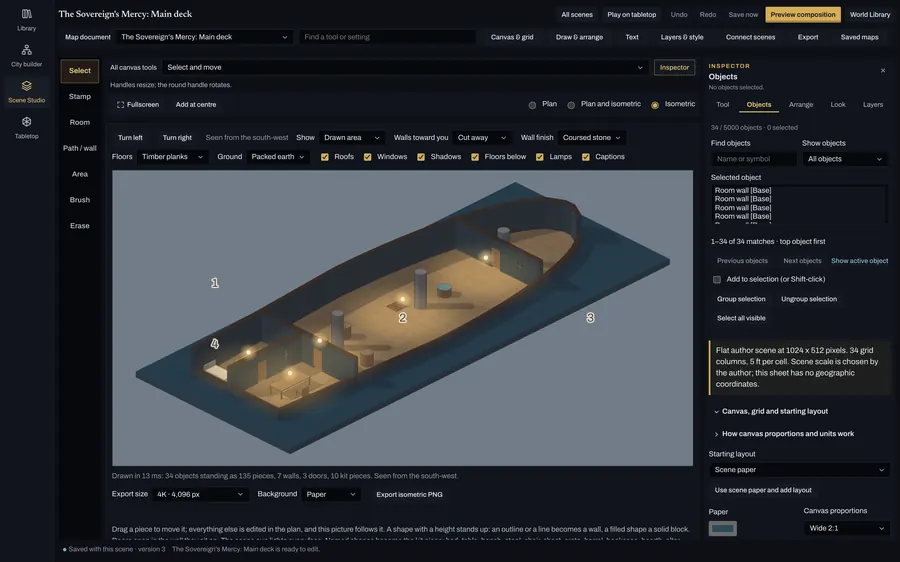 The Sovereign's Mercy: Main deck
All scenes
Play on tabletop
Undo
Redo
Save now
Preview composition
World Library
Library
City builder
Scene Studio
Tabletop
Map document
The Sovereign's Mercy: Main deck
Find a tool or setting
Canvas & grid
Draw & arrange
Text
Layers & style
Connect scenes
Export
Saved maps
Select
Stamp
Room
Path / wall
Area
Brush
Erase
All canvas tools
Select and move
Inspector
Handles resize; the round handle rotates.
Fullscreen
Add at centre
Plan
Plan and isometric
Isometric
Turn left
Turn right
Seen from the south-west
Show
Drawn area
Walls toward you
Cut away
Wall finish
Coursed stone
Floors
Timber planks
Ground
Packed earth
Roofs
Windows
Shadows
Floors below
Lamps
Captions
1
2
3
4
Drawn in 13 ms: 34 objects standing as 135 pieces, 7 walls, 3 doors, 10 kit pieces. Seen from the south-west.
Export size
4K · 4,096 px
Background
Paper
Export isometric PNG
Drag a piece to move it; everything else is edited in the plan, and this picture follows it. A shape with a height stands up: an outline or a line becomes a wall, a filled shape a solid block.
Saved with this scene · version 3
The Sovereign's Mercy: Main deck is ready to edit.
INSPECTOR
Objects
No objects selected.
Tool
Objects
Arrange
Look
Layers
34 / 5000 objects · 0 selected
Find objects
Show objects
Name or symbol
All objects
Selected object
Room wall [Base]
Room wall [Base]
Room wall [Base]
Room wall [Base]
1–34 of 34 matches · top object first
Previous objects
Next objects
Show active object
Add to selection (or Shift-click)
Group selection
Ungroup selection
Select all visible
Flat author scene at 1024 x 512 pixels. 34 grid
columns, 5 ft per cell. Scene scale is chosen by
the author; this sheet has no geographic
coordinates.
Canvas, grid and starting layout
How canvas proportions and units work
Starting layout
Scene paper
Use scene paper and add layout
Paper
Canvas proportions
Wide 2:1